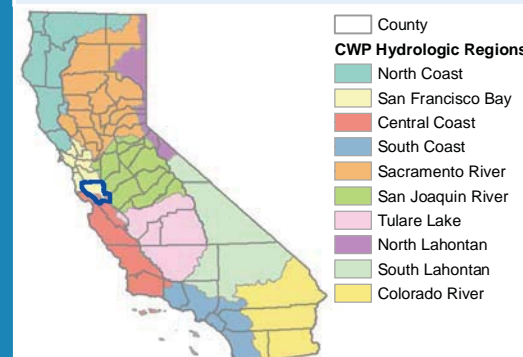 County
CWP Hydrologic Regions
North Coast
San Francisco Bay
Central Coast
South Coast
Sacramento River
San Joaquin River
Tulare Lake
North Lahontan
South Lahontan
Colorado River